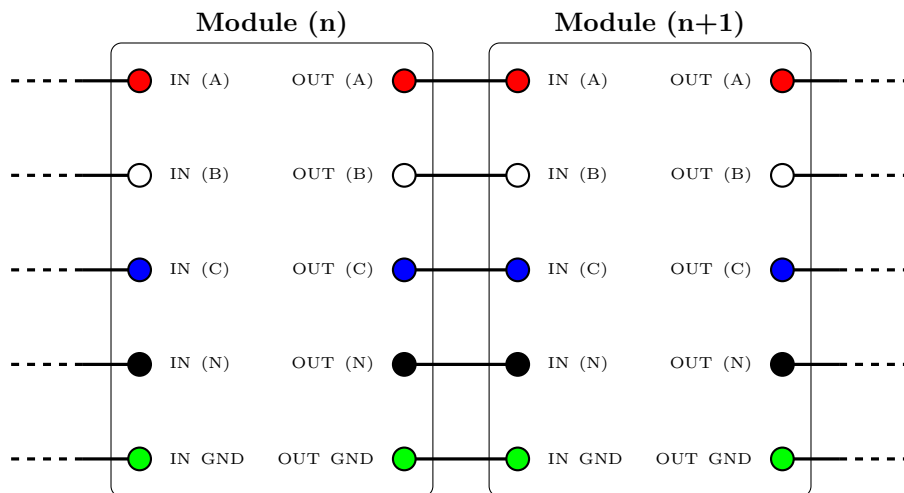 Module (n) Module (n+1)
IN (A) OUT (A) IN (A) OUT (A)
IN (B) OUT (B) IN (B) OUT (B)
IN (C) OUT (C) IN (C) OUT (C)
IN (N) OUT (N) IN (N) OUT (N)
IN GND OUT GND IN GND OUT GND